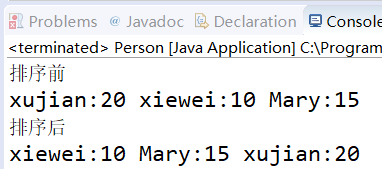 Problems @ Javadoc Declaration Console
<terminated> Person [Java Application] C:\Program
排序前
xujian:20 xiewei:10 Mary:15
排序后
xiewei:10 Mary:15 xujian:20